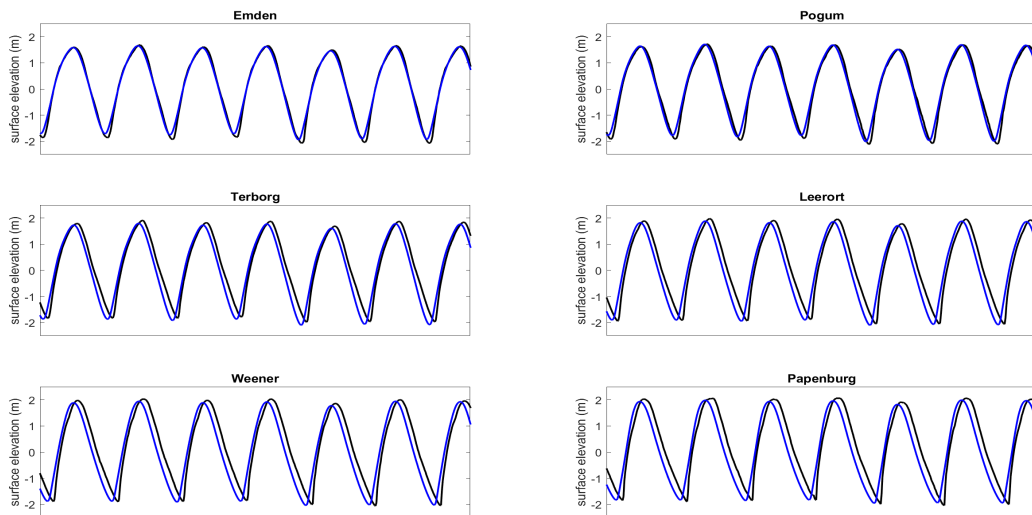 Emden
surface elevation (m)
2
1
0
-1
-2
Pogum
surface elevation (m)
2
1
0
-1
-2
Terborg
surface elevation (m)
2
1
0
-1
-2
Leerort
surface elevation (m)
2
1
0
-1
-2
Weener
surface elevation (m)
2
1
0
-1
-2
Papenburg
surface elevation (m)
2
1
0
-1
-2